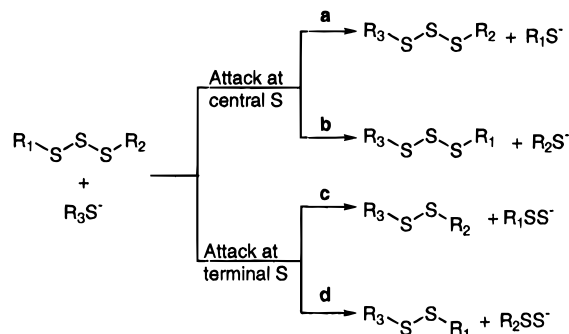 R₁ S S S R₂
+
R₃S⁻
Attack at
central S
Attack at
terminal S
a
R₃ S S S R₂ + R₁S⁻
b
R₃ S S S R₁ + R₂S⁻
c
R₃ S S R₂ + R₁SS⁻
d
R₃ S S R₁ + R₂SS⁻